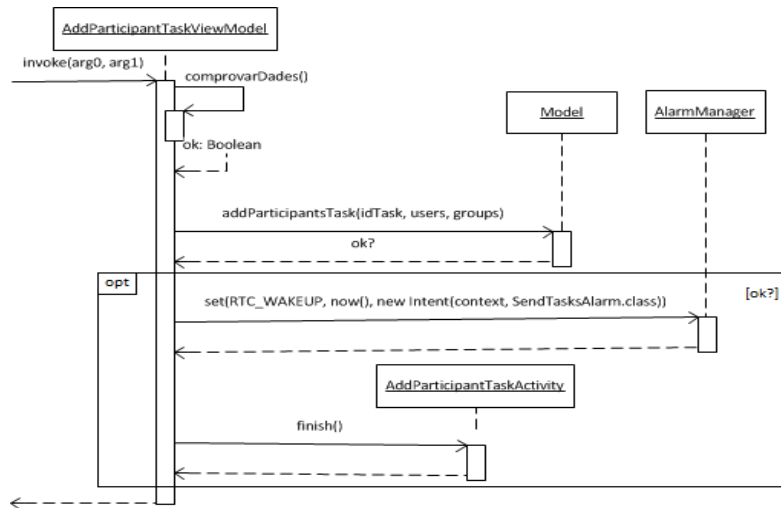 AddParticipantTaskViewModel
invoke(arg0, arg1)
comprovarDades()
Model
AlarmManager
ok: Boolean
addParticipantsTask(idTask, users, groups)
ok?
opt
set(RTC_WAKEUP, now(), new Intent(context, SendTasksAlarm.class))
[ok?]
AddParticipantTaskActivity
finish()